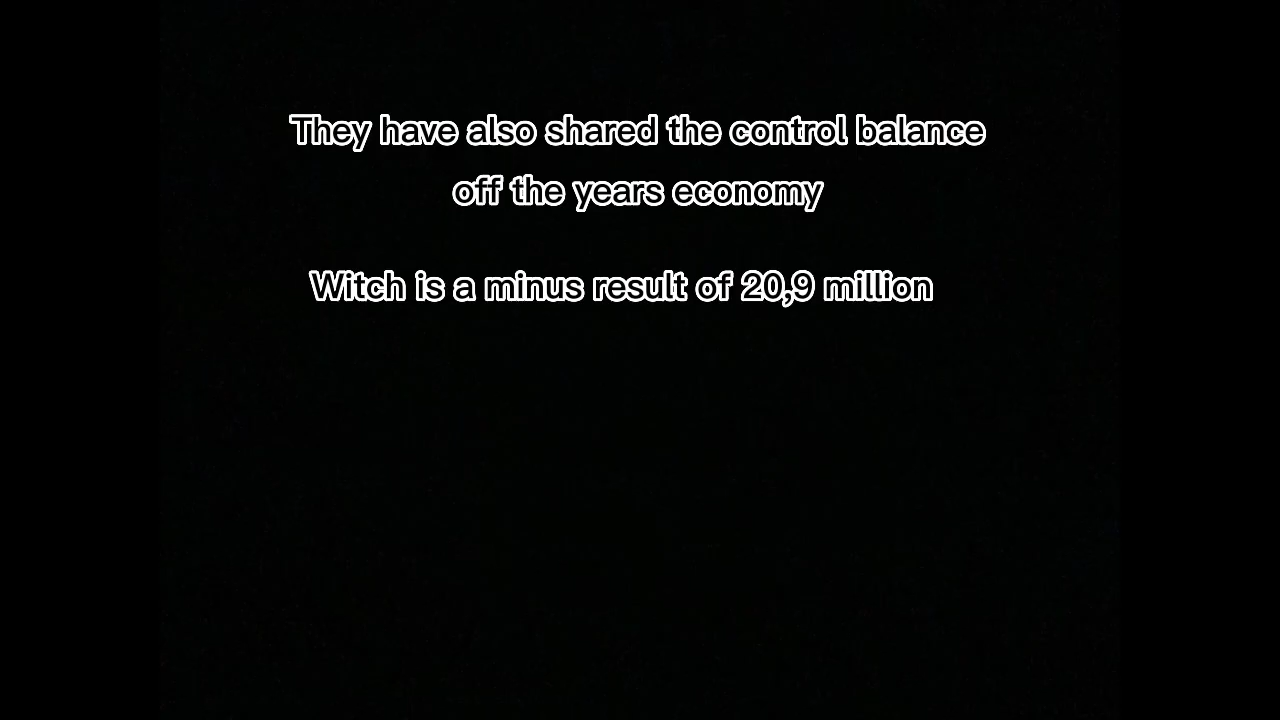 They have also shared the control balance
off the years economy
Witch is a minus result of 20,9 million